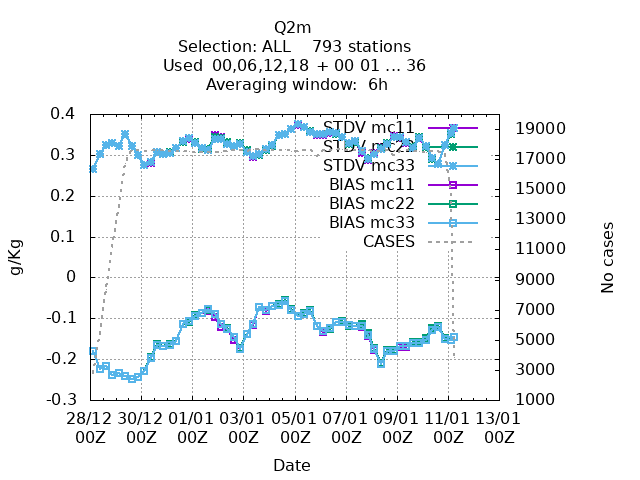 Q2m
Selection: ALL    793 stations
Used  00,06,12,18  + 00 01 ... 36
Averaging window:  6h
0.4
0.3
0.2
0.1
0
-0.1
-0.2
-0.3
g/Kg
STDV mc11
STDV mc22
STDV mc33
BIAS mc11
BIAS mc22
BIAS mc33
CASES
19000
17000
15000
13000
11000
9000
7000
5000
3000
1000
No cases
28/12 30/12 01/01 03/01 05/01 07/01 09/01 11/01 13/01
00Z 00Z 00Z 00Z 00Z 00Z 00Z 00Z 00Z
Date